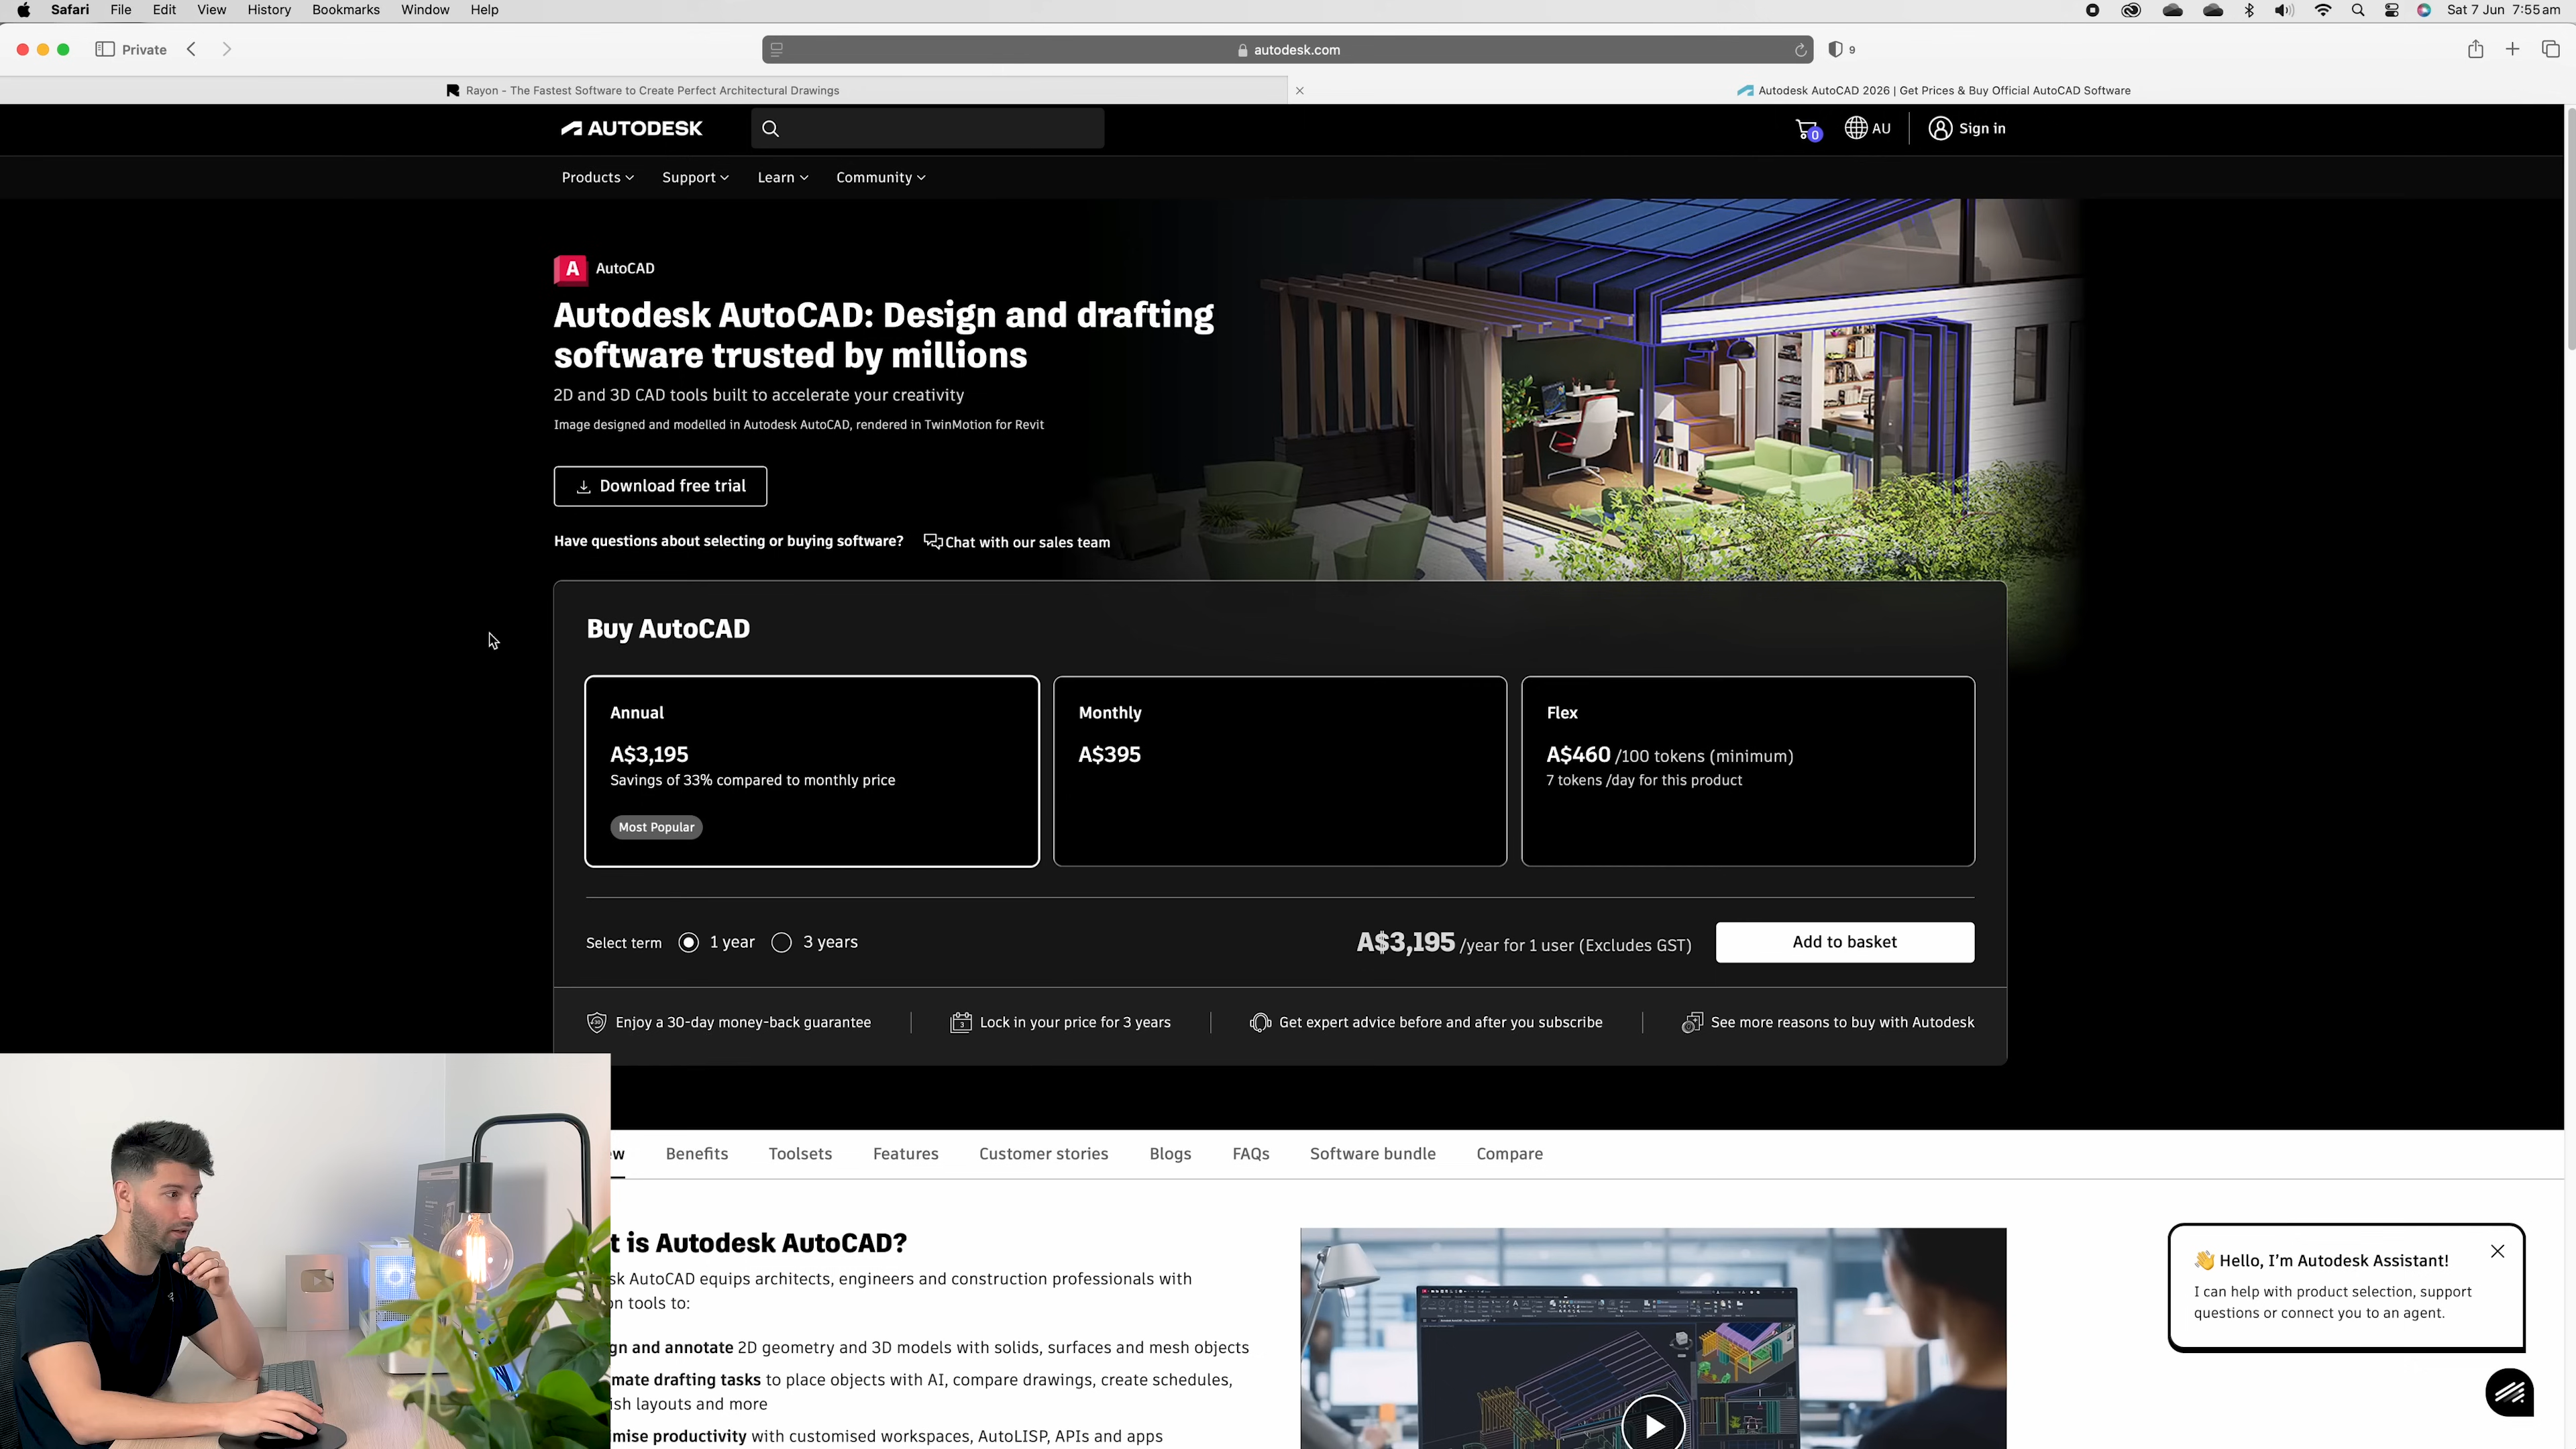 Safari File Edit View History Bookmarks Window Help
Sat 7 Jun 7:55 am
Private
autodesk.com
9
Rayon - The Fastest Software to Create Perfect Architectural Drawings
Autodesk AutoCAD 2026 | Get Prices & Buy Official AutoCAD Software
AUTODESK
0
AU
Sign in
Products
Support
Learn
Community
A AutoCAD
Autodesk AutoCAD: Design and drafting
software trusted by millions
2D and 3D CAD tools built to accelerate your creativity
Image designed and modelled in Autodesk AutoCAD, rendered in TwinMotion for Revit
Download free trial
Have questions about selecting or buying software? Chat with our sales team
Buy AutoCAD
Annual
A$3,195
Savings of 33% compared to monthly price
Most Popular
Monthly
A$395
Flex
A$460 /100 tokens (minimum)
7 tokens /day for this product
Select term 1 year 3 years
A$3,195 /year for 1 user (Excludes GST)
Add to basket
Enjoy a 30-day money-back guarantee
Lock in your price for 3 years
Get expert advice before and after you subscribe
See more reasons to buy with Autodesk
Benefits
Toolsets
Features
Customer stories
Blogs
FAQs
Software bundle
Compare
is Autodesk AutoCAD?
AutoCAD equips architects, engineers and construction professionals with
tools to:
and annotate 2D geometry and 3D models with solids, surfaces and mesh objects
drafting tasks to place objects with AI, compare drawings, create schedules,
layouts and more
productivity with customised workspaces, AutoLISP, APIs and apps
👋 Hello, I'm Autodesk Assistant!
I can help with product selection, support
questions or connect you to an agent.